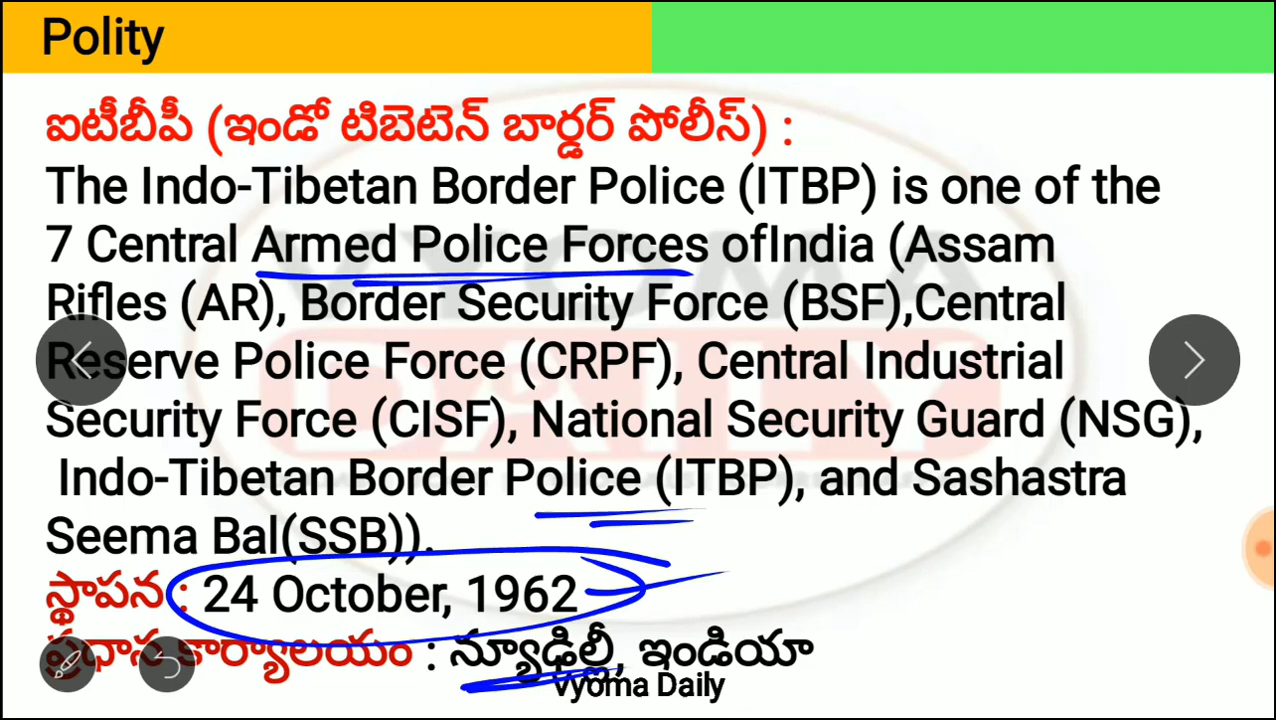 Polity
ఐటీబీపీ (ఇండో టిబెటెన్ బార్డర్ పోలీస్) :
The Indo-Tibetan Border Police (ITBP) is one of the
7 Central Armed Police Forces ofIndia (Assam
Rifles (AR), Border Security Force (BSF),Central
Reserve Police Force (CRPF), Central Industrial
Security Force (CISF), National Security Guard (NSG),
Indo-Tibetan Border Police (ITBP), and Sashastra
Seema Bal(SSB)).
స్థాపన : 24 October, 1962
ప్రధాన కార్యాలయం : న్యూఢిల్లీ, ఇండియా
Vyoma Daily